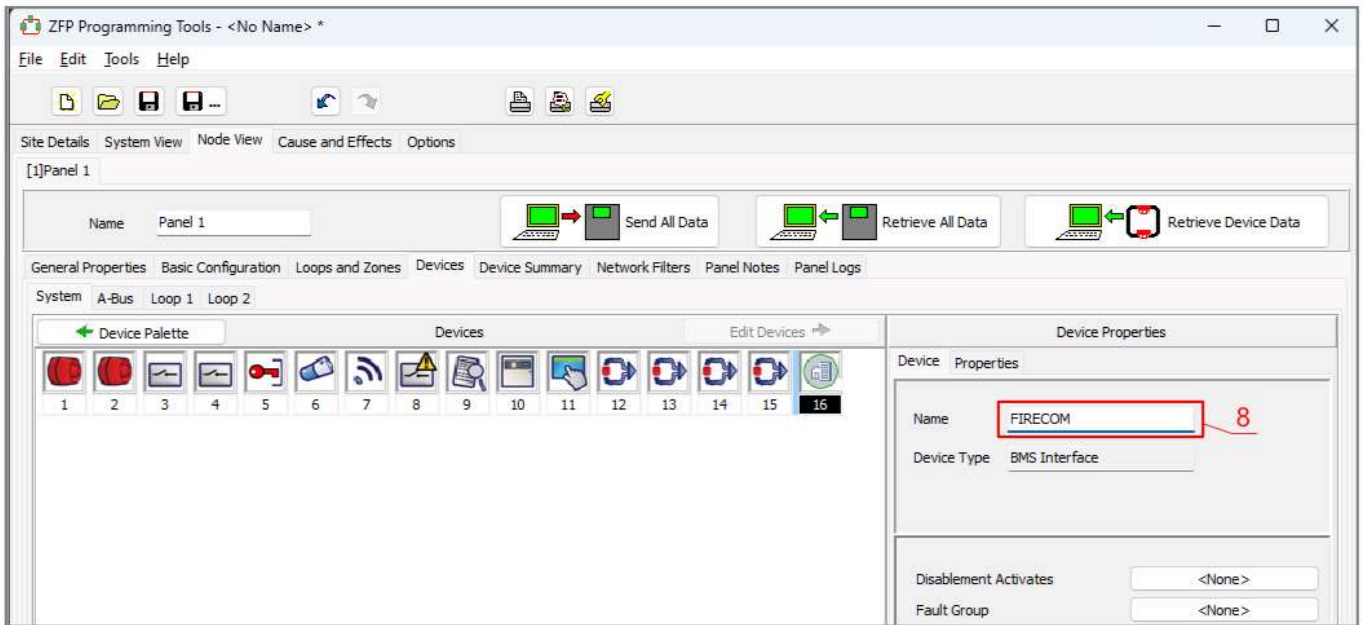 ZFP Programming Tools - <No Name> *
File Edit Tools Help
...
Site Details System View Node View Cause and Effects Options
[1]Panel 1
Name Panel 1 Send All Data Retrieve All Data Retrieve Device Data
General Properties Basic Configuration Loops and Zones Devices Device Summary Network Filters Panel Notes Panel Logs
System A-Bus Loop 1 Loop 2
Device Palette Devices Edit Devices Device Properties
Device Properties
1 2 3 4 5 6 7 8 9 10 11 12 13 14 15 16
Name FIRECOM 8
Device Type BMS Interface
Disablement Activates <None>
Fault Group <None>